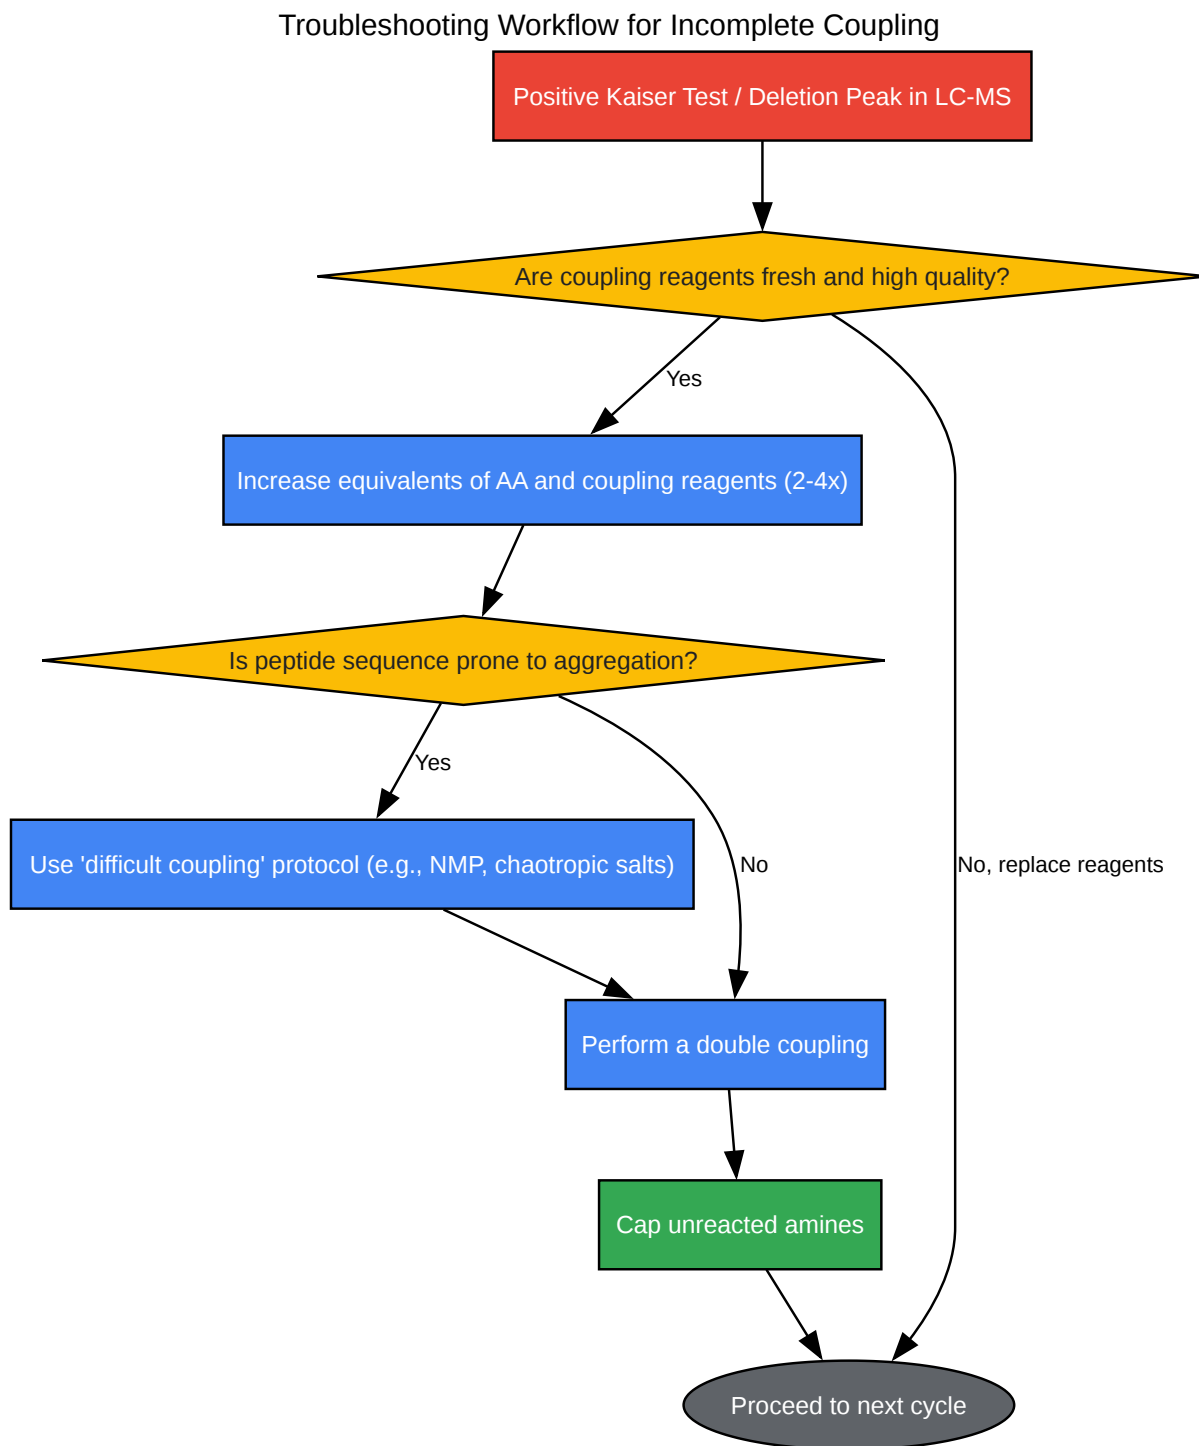 Troubleshooting Workflow for Incomplete Coupling
Positive Kaiser Test / Deletion Peak in LC-MS
Are coupling reagents fresh and high quality?
Yes
Increase equivalents of AA and coupling reagents (2-4x)
Is peptide sequence prone to aggregation?
Yes
Use 'difficult coupling' protocol (e.g., NMP, chaotropic salts)
No
No, replace reagents
Perform a double coupling
Cap unreacted amines
Proceed to next cycle